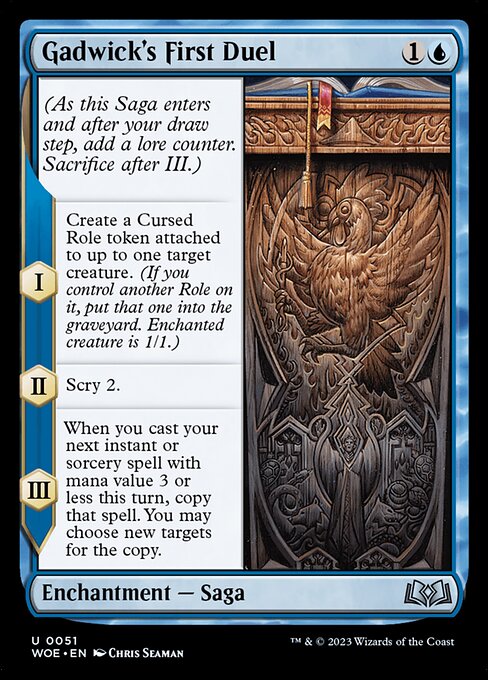 Gadwick's First Duel 1
(As this Saga enters
and after your draw
step, add a lore counter.
Sacrifice after III.)
I
Create a Cursed
Role token attached
to up to one target
creature. (If you
control another Role on
it, put that one into the
graveyard. Enchanted
creature is 1/1.)
II
Scry 2.
III
When you cast your
next instant or
sorcery spell with
mana value 3 or
less this turn, copy
that spell. You may
choose new targets
for the copy.
Enchantment — Saga
U 0051
WOE • EN Chris Seaman
™ & © 2023 Wizards of the Coast